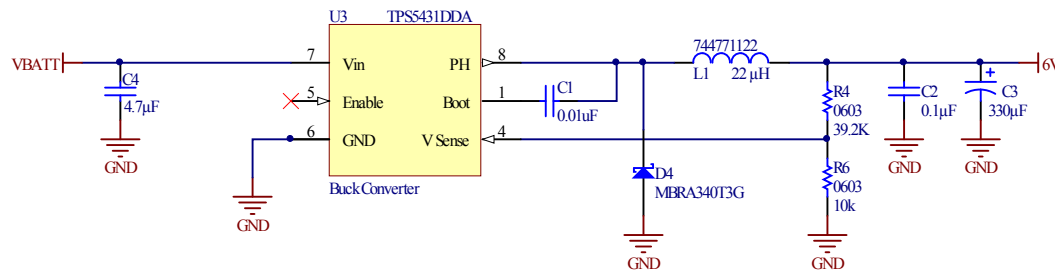 U3 TPS5431DDA
744771122
VBATT 7 Vin PH 8 L1 22 µH 6V
C4 4.7µF
5 Enable Boot 1 C1 0.01uF
R4 0603 39.2K
C2 0.1µF
C3 330µF
+
6 GND V Sense 4
GND
GND
GND
D4 MBRA340T3G
R6 0603 10k
Buck Converter
GND
GND
GND